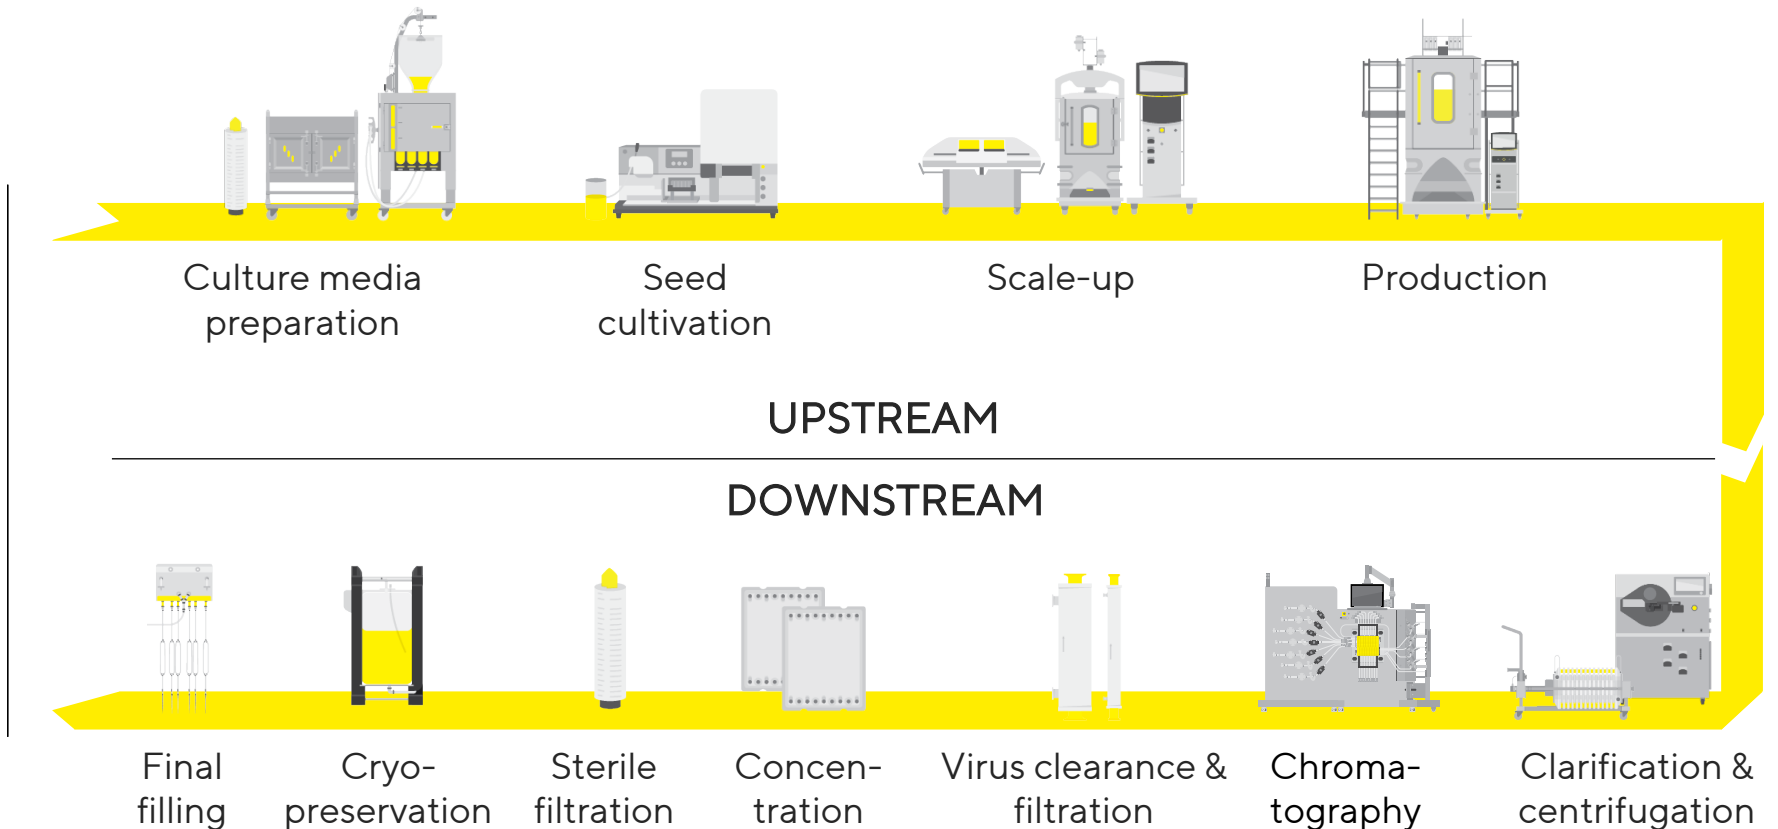 Culture media
preparation
Seed
cultivation
Scale-up
Production
UPSTREAM
DOWNSTREAM
Final
filling
Cryo-
preservation
Sterile
filtration
Concen-
tration
Virus clearance &
filtration
Chroma-
tography
Clarification &
centrifugation